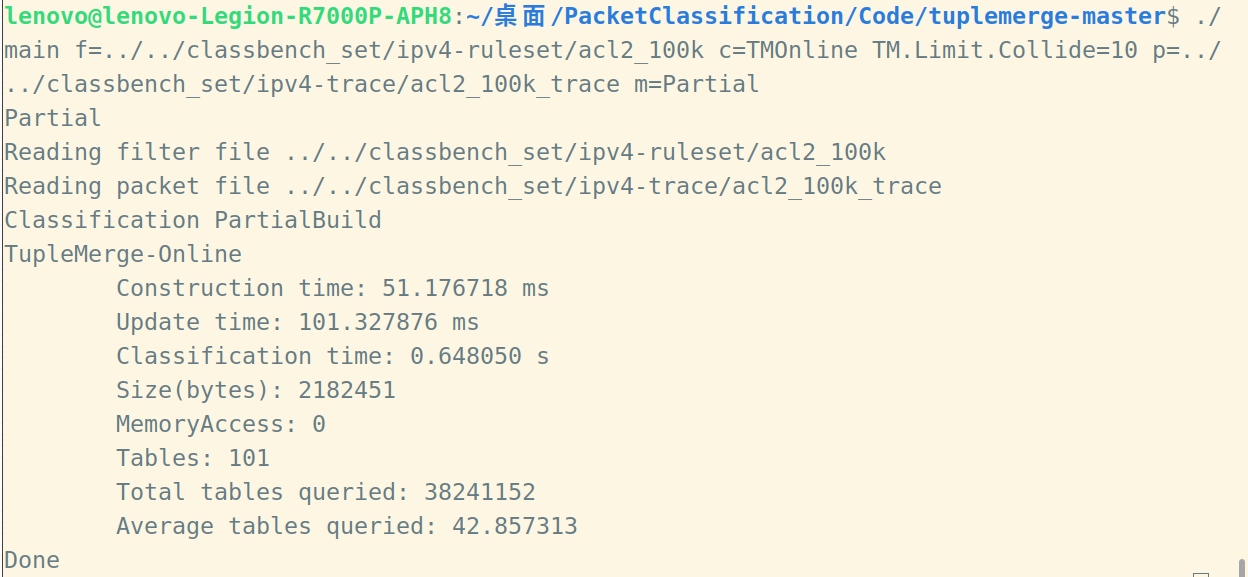 lenovo@lenovo-Legion-R7000P-APH8:~/桌面/PacketClassification/Code/tuplemerge-master$ ./
main f=../../classbench_set/ipv4-ruleset/acl2_100k c=TMOnline TM.Limit.Collide=10 p=../
../classbench_set/ipv4-trace/acl2_100k_trace m=Partial
Partial
Reading filter file ../../classbench_set/ipv4-ruleset/acl2_100k
Reading packet file ../../classbench_set/ipv4-trace/acl2_100k_trace
Classification PartialBuild
TupleMerge-Online
Construction time: 51.176718 ms
Update time: 101.327876 ms
Classification time: 0.648050 s
Size(bytes): 2182451
MemoryAccess: 0
Tables: 101
Total tables queried: 38241152
Average tables queried: 42.857313
Done